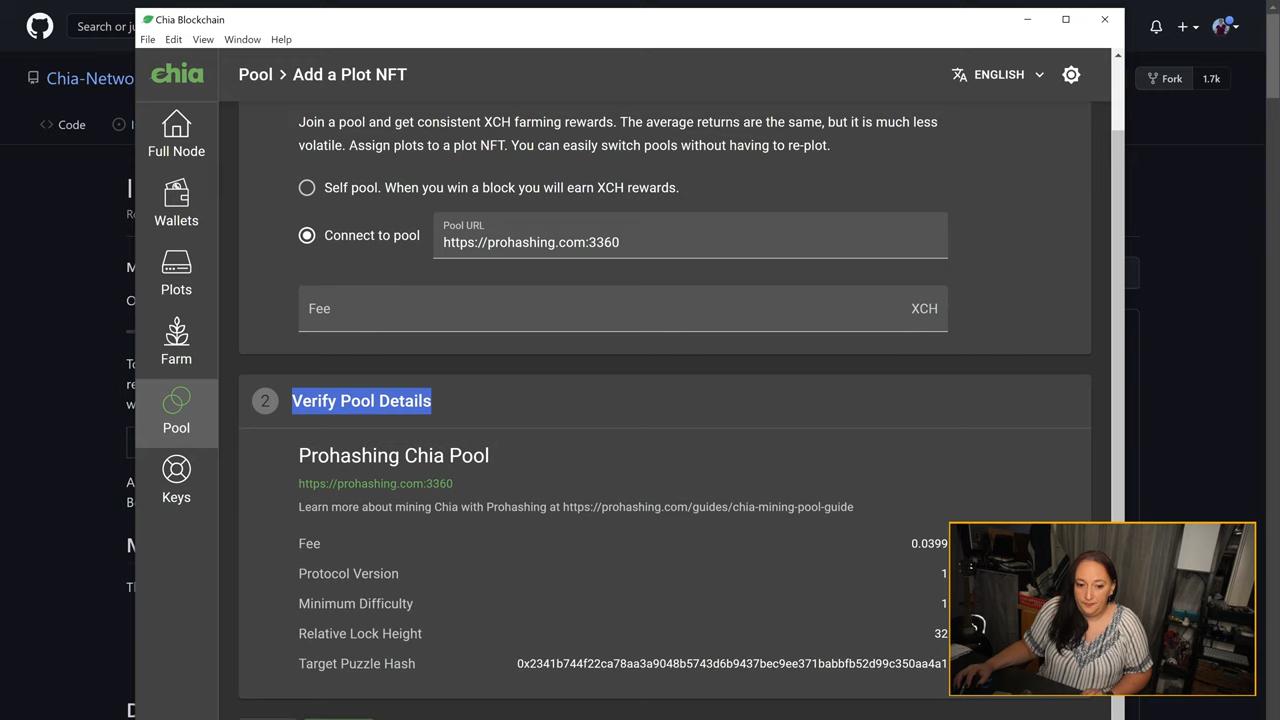 Search or ju
Chia Blockchain
File Edit View Window Help
Chia-Netwo
Fork 1.7k
Code
chia
Pool > Add a Plot NFT
ENGLISH
Full Node
Wallets
Plots
Farm
Pool
Keys
Join a pool and get consistent XCH farming rewards. The average returns are the same, but it is much less
volatile. Assign plots to a plot NFT. You can easily switch pools without having to re-plot.
Self pool. When you win a block you will earn XCH rewards.
Connect to pool
Pool URL
https://prohashing.com:3360
Fee XCH
2 Verify Pool Details
Prohashing Chia Pool
https://prohashing.com:3360
Learn more about mining Chia with Prohashing at https://prohashing.com/guides/chia-mining-pool-guide
Fee 0.0399
Protocol Version 1
Minimum Difficulty 1
Relative Lock Height 32
Target Puzzle Hash 0x2341b744f22ca78aa3a9048b5743d6b9437bec9ee371babbfb52d99c350aa4a1